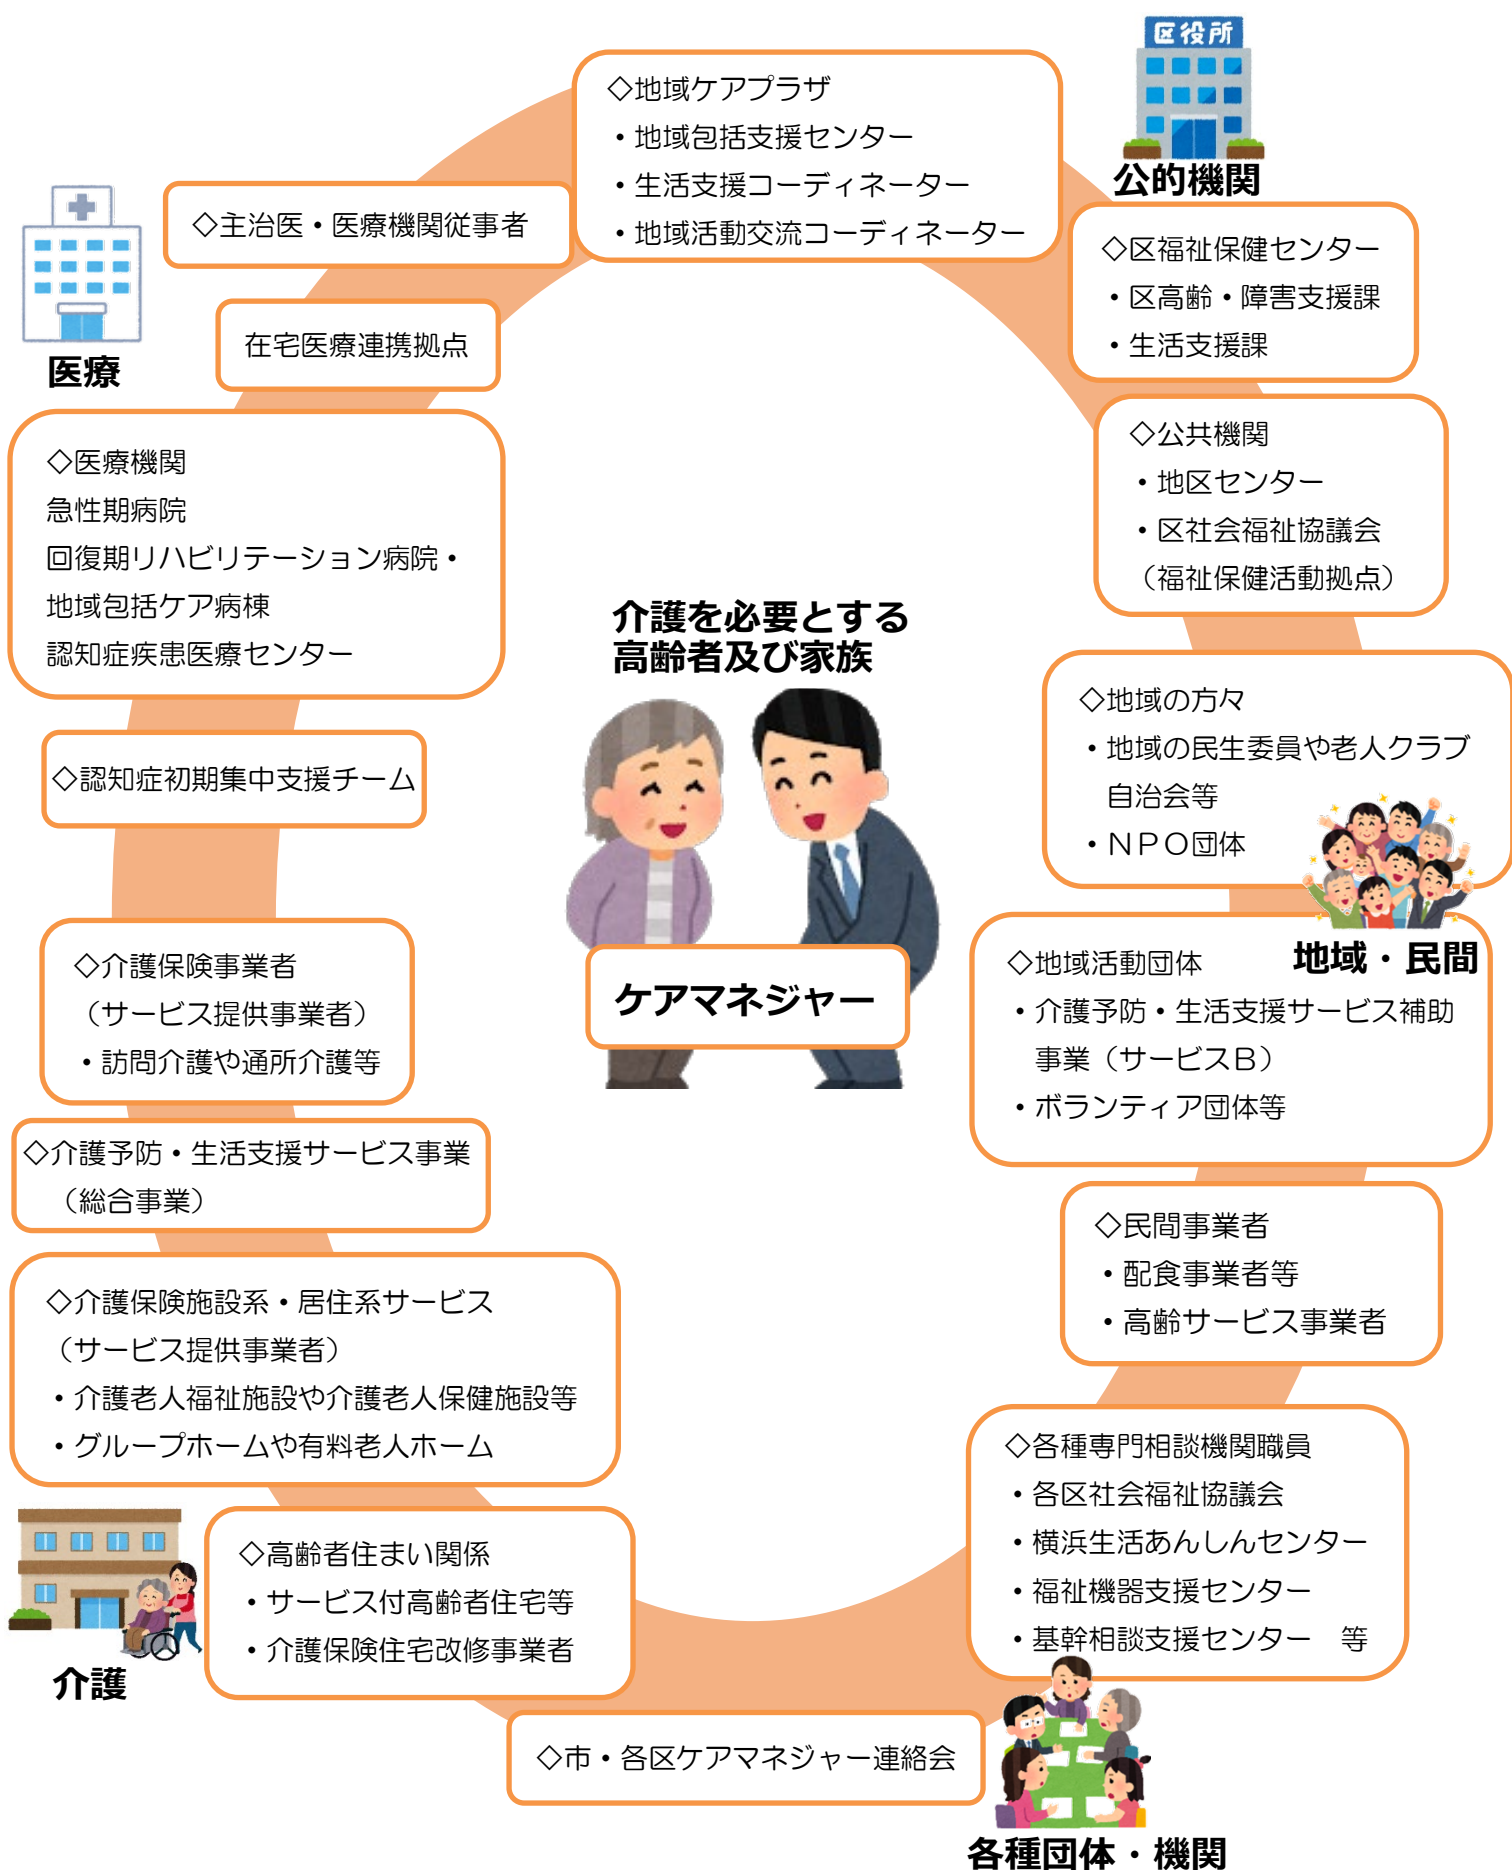 区役所
公的機関
◇地域ケアプラザ
・地域包括支援センター
・生活支援コーディネーター
・地域活動交流コーディネーター
◇主治医・医療機関従事者
在宅医療連携拠点
医療
◇区福祉保健センター
・区高齢・障害支援課
・生活支援課
◇公共機関
・地区センター
・区社会福祉協議会
（福祉保健活動拠点）
◇医療機関
急性期病院
回復期リハビリテーション病院・
地域包括ケア病棟
認知症疾患医療センター
介護を必要とする
高齢者及び家族
ケアマネジャー
◇地域の方々
・地域の民生委員や老人クラブ
自治会等
・ＮＰＯ団体
地域・民間
◇認知症初期集中支援チーム
◇介護保険事業者
（サービス提供事業者）
・訪問介護や通所介護等
◇地域活動団体
・介護予防・生活支援サービス補助
事業（サービスＢ）
・ボランティア団体等
◇介護予防・生活支援サービス事業
（総合事業）
◇民間事業者
・配食事業者等
・高齢サービス事業者
◇介護保険施設系・居住系サービス
（サービス提供事業者）
・介護老人福祉施設や介護老人保健施設等
・グループホームや有料老人ホーム
◇各種専門相談機関職員
・各区社会福祉協議会
・横浜生活あんしんセンター
・福祉機器支援センター
・基幹相談支援センター　等
◇高齢者住まい関係
・サービス付高齢者住宅等
・介護保険住宅改修事業者
介護
◇市・各区ケアマネジャー連絡会
各種団体・機関